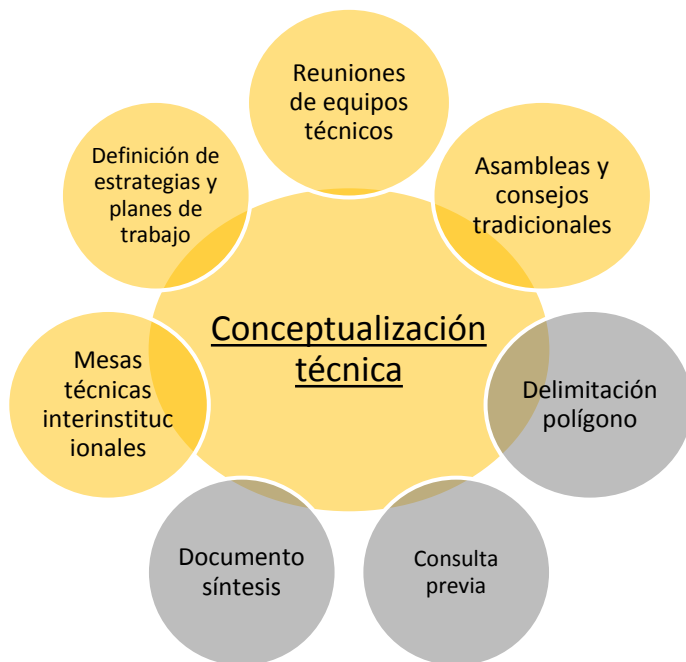 Reuniones
de equipos
técnicos
Definición de
estrategias y
planes de
trabajo
Asambleas y
consejos
tradicionales
Conceptualización
técnica
Mesas
técnicas
interinstituc
ionales
Delimitación
polígono
Documento
síntesis
Consulta
previa